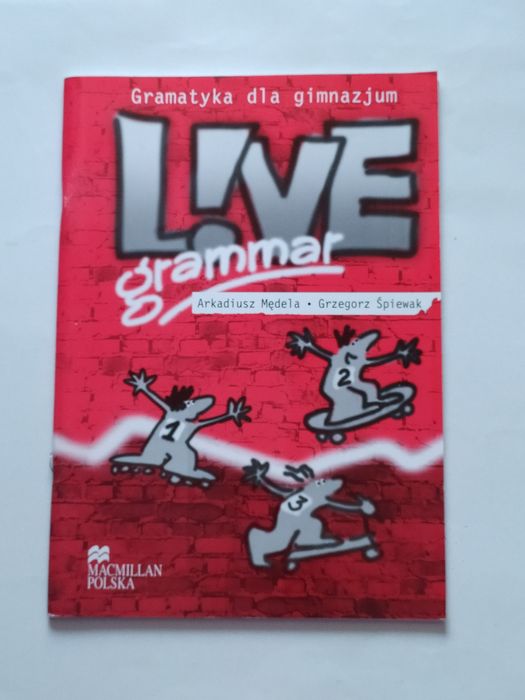 Gramatyka dla gimnazjum
L!VE
grammar
Arkadiusz Mędela • Grzegorz Śpiewak
2
1
3
MACMILLAN
POLSKA